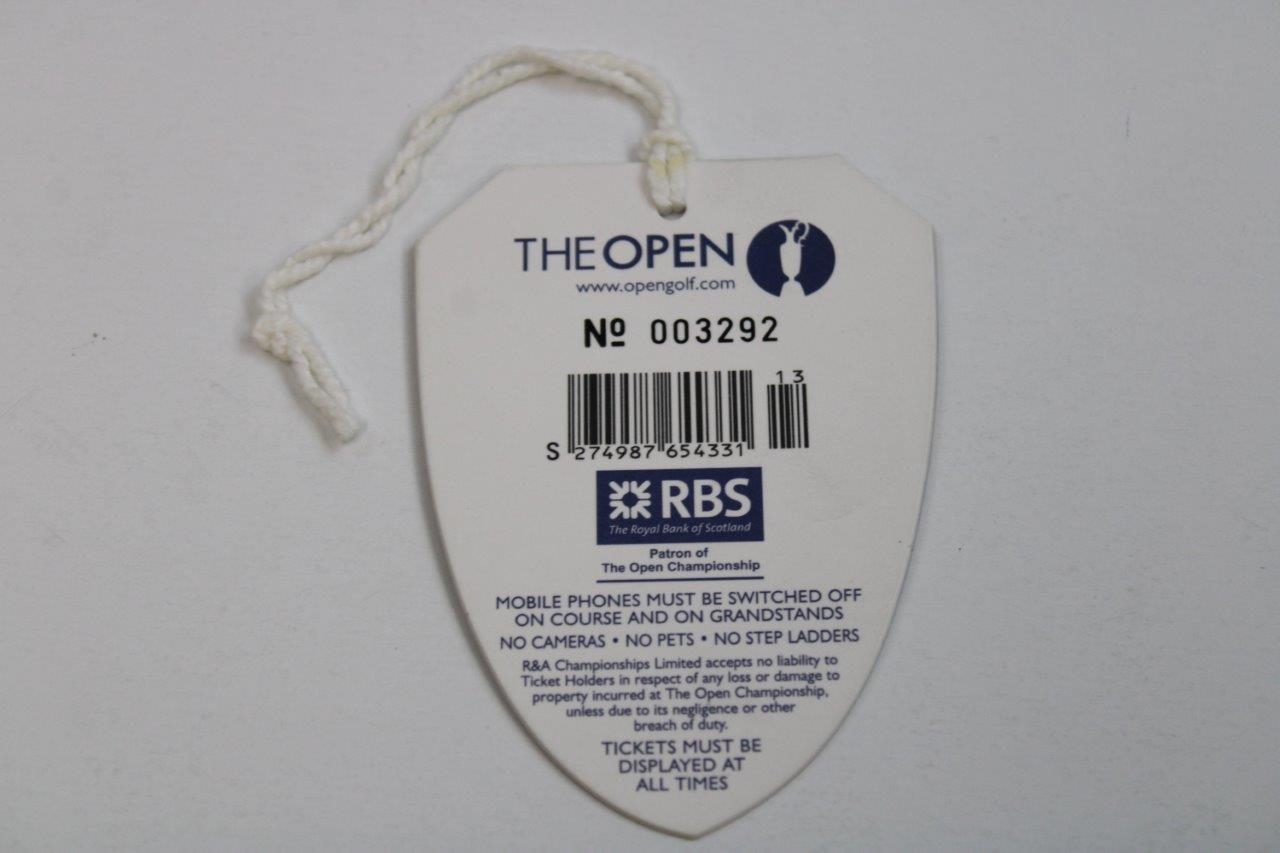 THE OPEN
www.opengolf.com
Nº 003292
13
S 274987 654331
RBS
The Royal Bank of Scotland
Patron of
The Open Championship
MOBILE PHONES MUST BE SWITCHED OFF
ON COURSE AND ON GRANDSTANDS
NO CAMERAS • NO PETS • NO STEP LADDERS
R&A Championships Limited accepts no liability to
Ticket Holders in respect of any loss or damage to
property incurred at The Open Championship,
unless due to its negligence or other
breach of duty.
TICKETS MUST BE
DISPLAYED AT
ALL TIMES